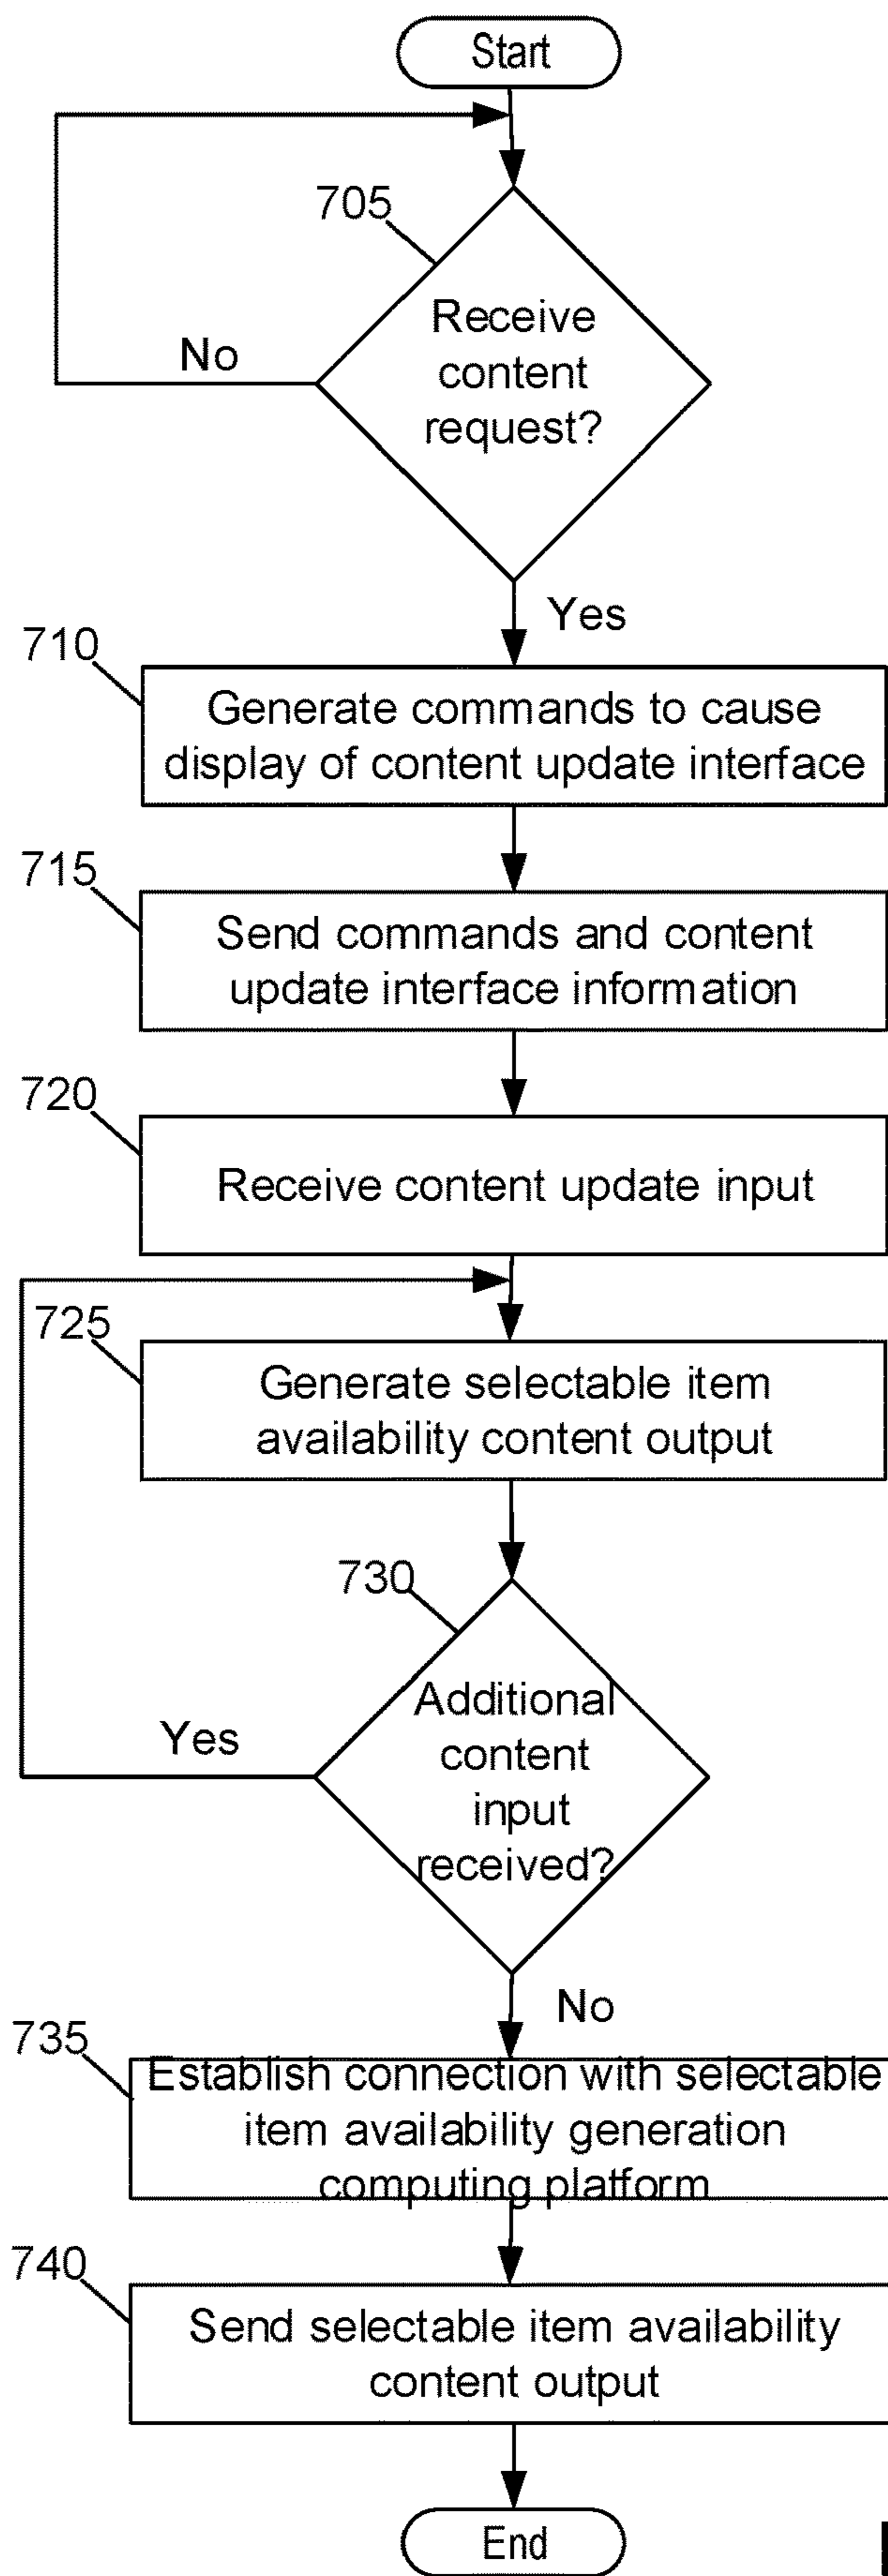 Start
705
Receive
content
request?
No
Yes
710
Generate commands to cause
display of content update interface
715
Send commands and content
update interface information
720
Receive content update input
725
Generate selectable item
availability content output
730
Additional
content
input
received?
Yes
No
735
Establish connection with selectable
item availability generation
computing platform
740
Send selectable item availability
content output
End